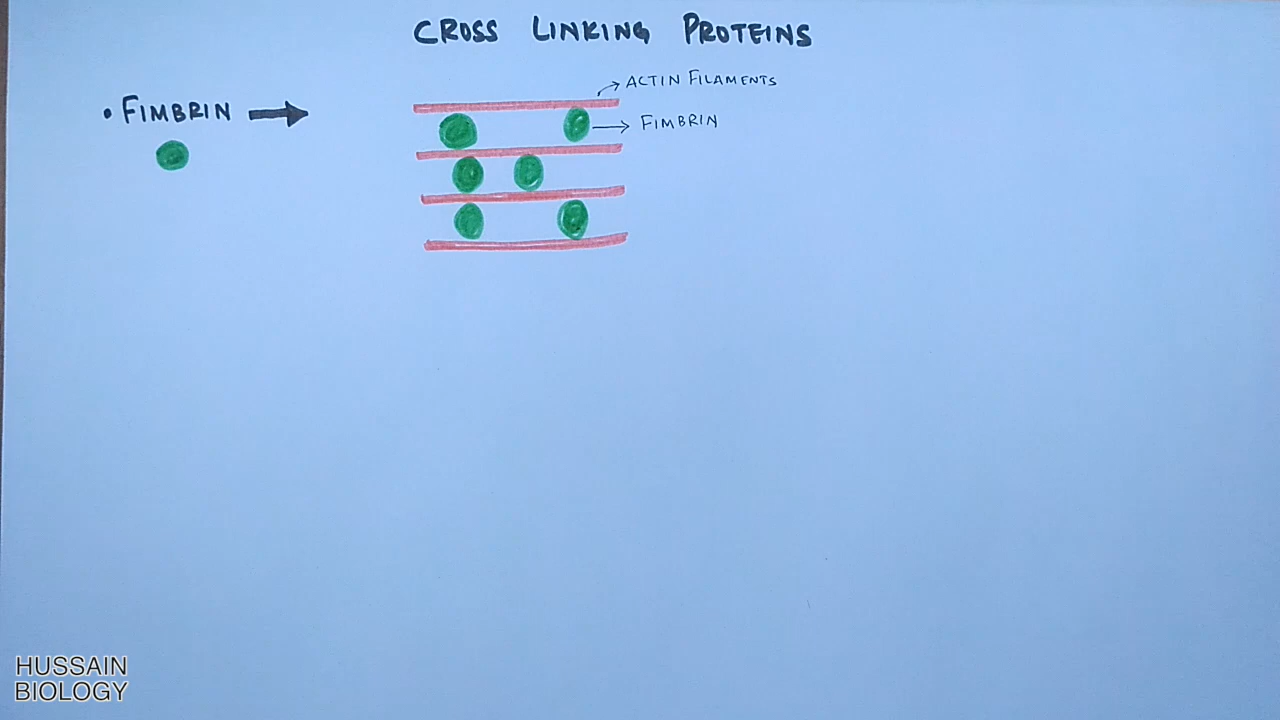 CROSS LINKING PROTEINS
ACTIN FILAMENTS
• FIMBRIN
FIMBRIN
HUSSAIN
BIOLOGY